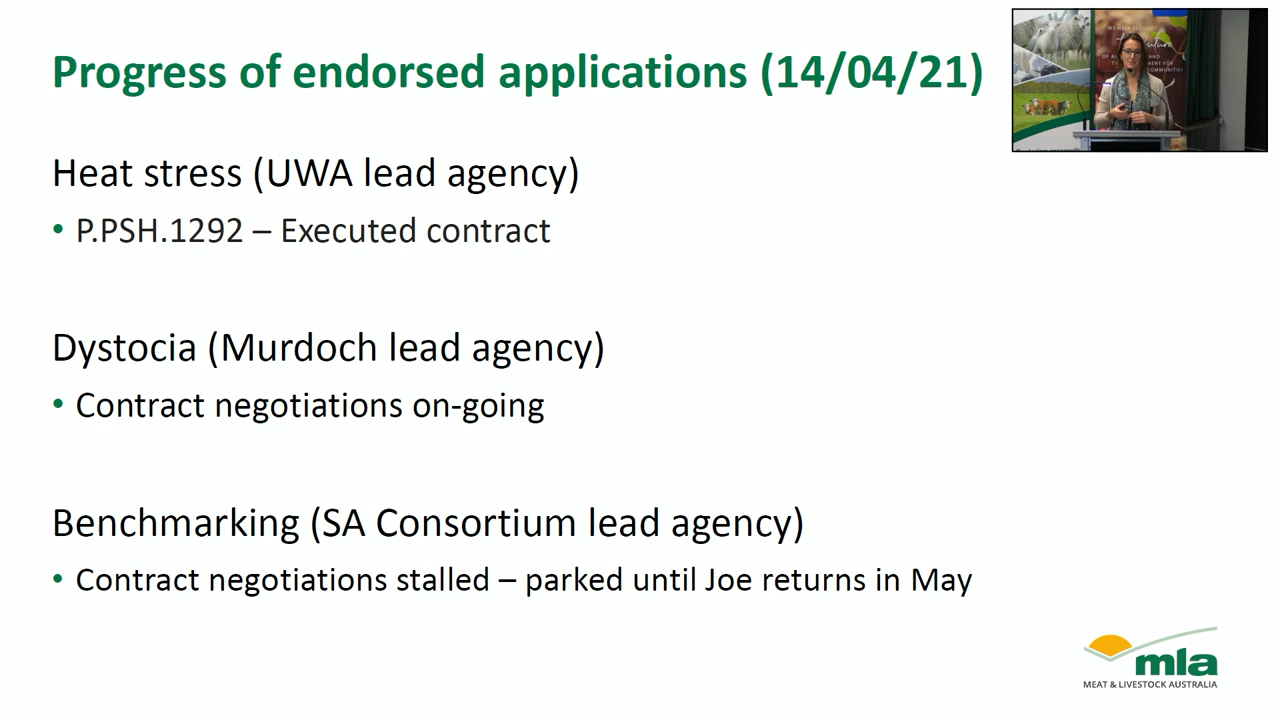 Progress of endorsed applications (14/04/21)
Heat stress (UWA lead agency)
• P.PSH.1292 – Executed contract
Dystocia (Murdoch lead agency)
• Contract negotiations on-going
Benchmarking (SA Consortium lead agency)
• Contract negotiations stalled – parked until Joe returns in May
mla
MEAT & LIVESTOCK AUSTRALIA